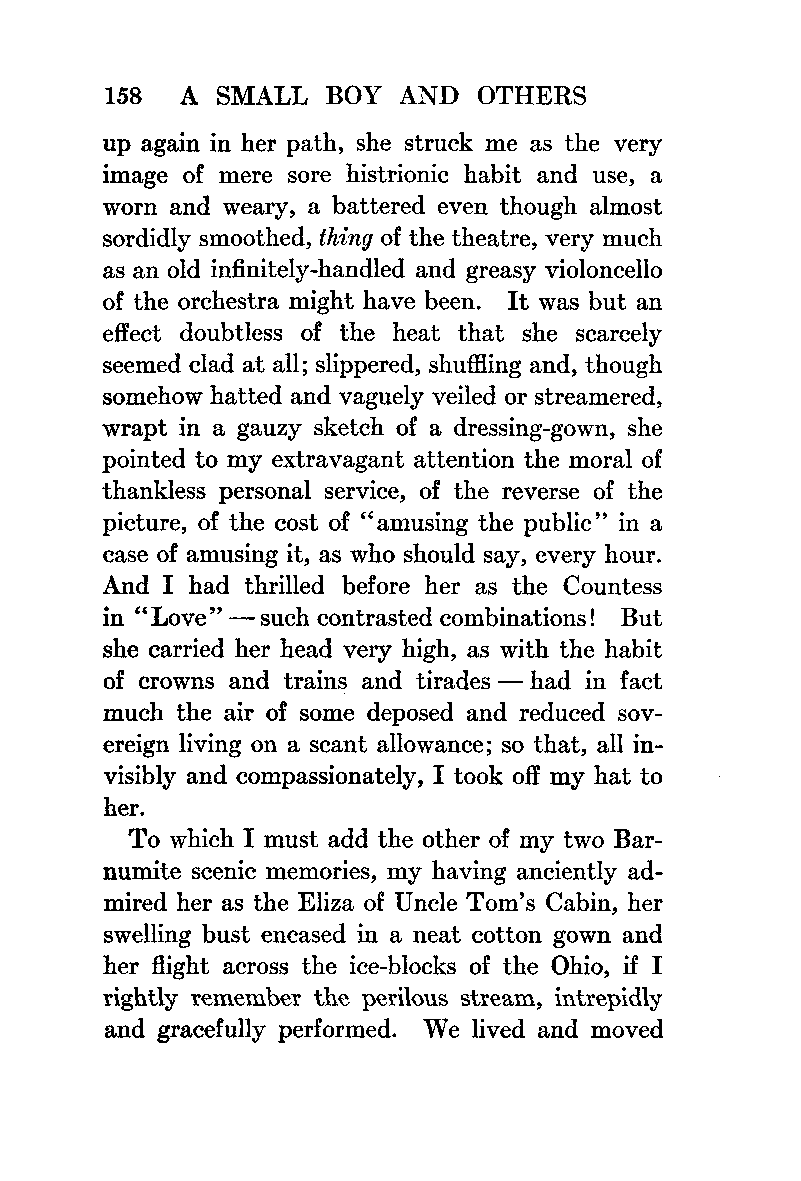 158 A SMALL BOY AND OTHERS
up again in her path, she struck me as the very
image of mere sore histrionic habit and use, a
worn and weary, a battered even though almost
sordidly smoothed, thing of the theatre, very much
as an old infinitely-handled and greasy violoncello
of the orchestra might have been. It was but an
effect doubtless of the heat that she scarcely
seemed clad at all; slippered, shuffling and, though
somehow hatted and vaguely veiled or streamered,
wrapt in a gauzy sketch of a dressing-gown, she
pointed to my extravagant attention the moral of
thankless personal service, of the reverse of the
picture, of the cost of “amusing the public” in a
case of amusing it, as who should say, every hour.
And I had thrilled before her as the Countess
in “Love” — such contrasted combinations! But
she carried her head very high, as with the habit
of crowns and trains and tirades — had in fact
much the air of some deposed and reduced sov-
ereign living on a scant allowance; so that, all in-
visibly and compassionately, I took off my hat to
her.
To which I must add the other of my two Bar-
numite scenic memories, my having anciently ad-
mired her as the Eliza of Uncle Tom’s Cabin, her
swelling bust encased in a neat cotton gown and
her flight across the ice-blocks of the Ohio, if I
rightly remember the perilous stream, intrepidly
and gracefully performed. We lived and moved